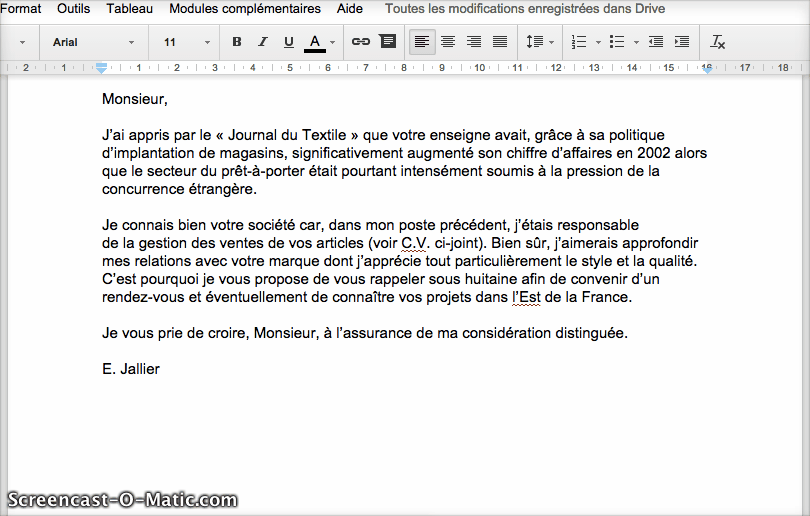 Format Outils Tableau Modules complémentaires Aide Toutes les modifications enregistrées dans Drive
Arial 11 B I U A
2 1 1 2 3 4 5 6 7 8 9 10 11 12 13 14 15 16 17 18
Monsieur,
J’ai appris par le « Journal du Textile » que votre enseigne avait, grâce à sa politique
d’implantation de magasins, significativement augmenté son chiffre d’affaires en 2002 alors
que le secteur du prêt-à-porter était pourtant intensément soumis à la pression de la
concurrence étrangère.
Je connais bien votre société car, dans mon poste précédent, j’étais responsable
de la gestion des ventes de vos articles (voir C.V. ci-joint). Bien sûr, j’aimerais approfondir
mes relations avec votre marque dont j’apprécie tout particulièrement le style et la qualité.
C’est pourquoi je vous propose de vous rappeler sous huitaine afin de convenir d’un
rendez-vous et éventuellement de connaître vos projets dans l’Est de la France.
Je vous prie de croire, Monsieur, à l’assurance de ma considération distinguée.
E. Jallier
Screencast-O-Matic.com